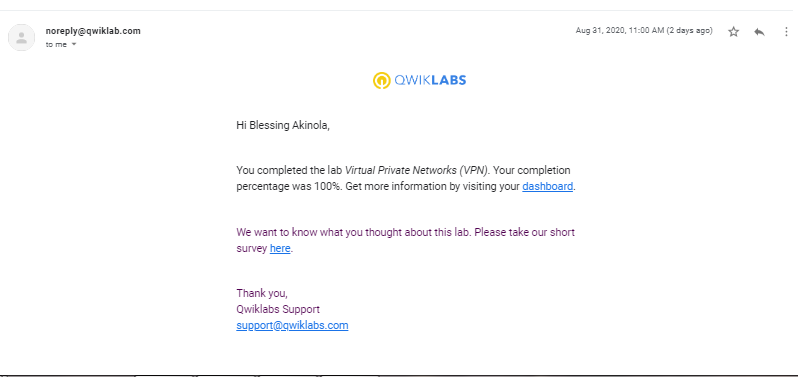 noreply@qwiklab.com
Aug 31, 2020, 11:00 AM (2 days ago)
to me
QWIKLABS
Hi Blessing Akinola,
You completed the lab Virtual Private Networks (VPN). Your completion
percentage was 100%. Get more information by visiting your dashboard.
We want to know what you thought about this lab. Please take our short
survey here.
Thank you,
Qwiklabs Support
support@qwiklabs.com